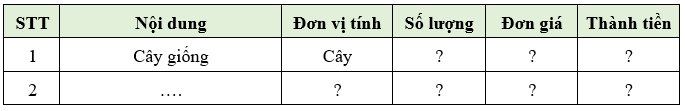 STT Nội dung Đơn vị tính Số lượng Đơn giá Thành tiền
1 Cây giống Cây ? ? ?
2 …. ? ? ? ?